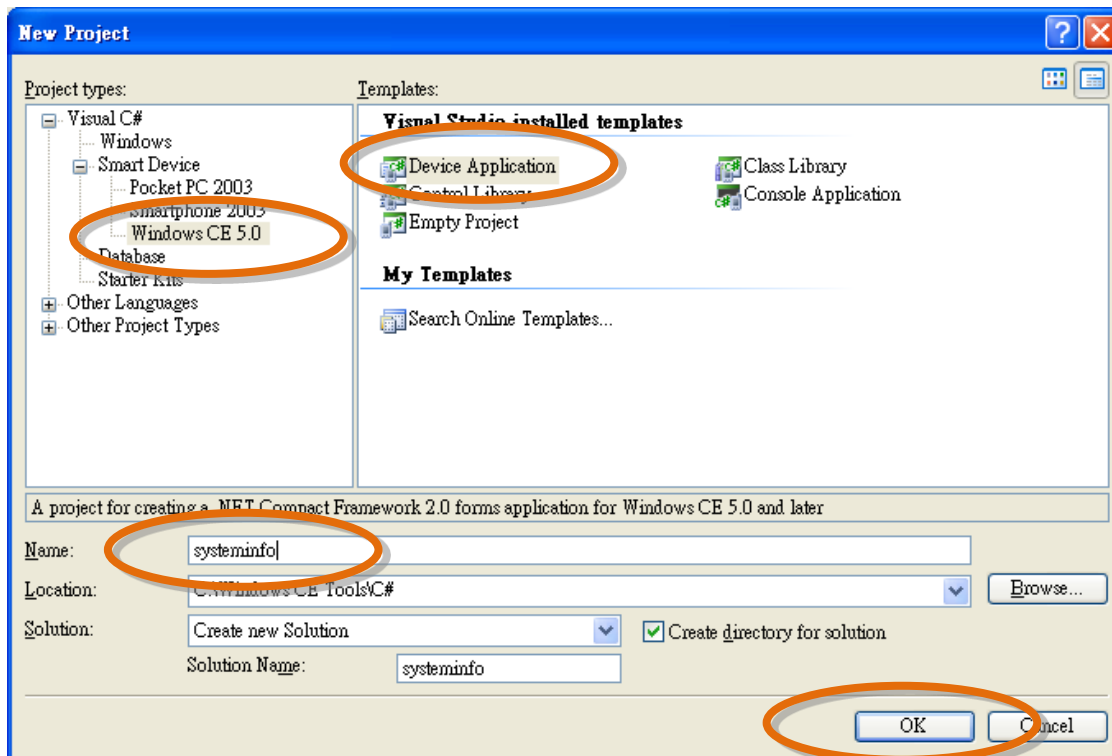 New Project
Project types:
Templates:
Visual C#
Windows
Smart Device
Pocket PC 2003
Smartphone 2003
Windows CE 5.0
Database
Starter Kits
Other Languages
Other Project Types
Visual Studio installed templates
Device Application
Class Library
Control Library
Console Application
Empty Project
My Templates
Search Online Templates...
A project for creating a .NET Compact Framework 2.0 forms application for Windows CE 5.0 and later
Name: systeminfo
Location: C:\Windows CE Tools\C# Browse...
Solution: Create new Solution Create directory for solution
Solution Name: systeminfo
OK Cancel